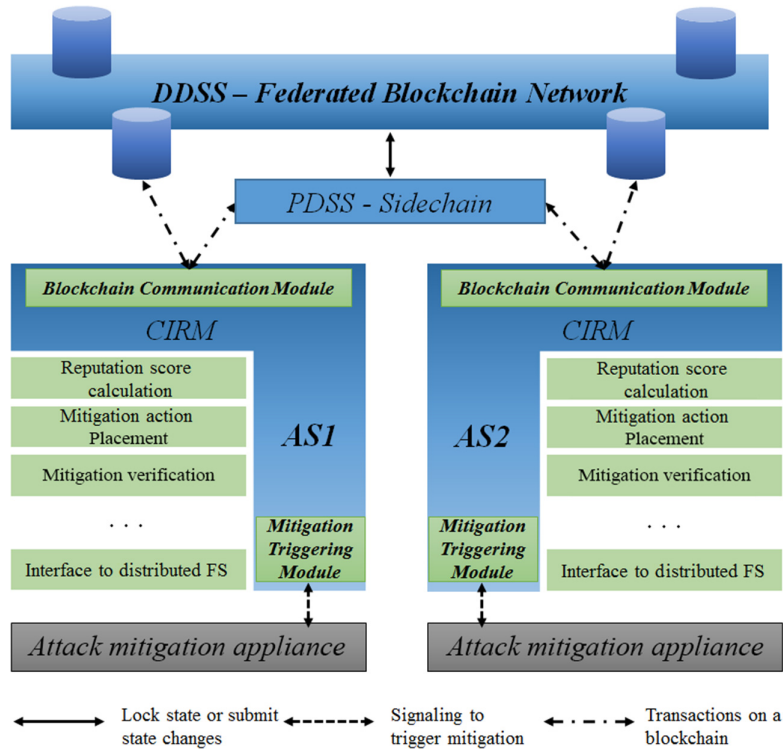 DDSS – Federated Blockchain Network
PDSS - Sidechain
Blockchain Communication Module
CIRM
Reputation score
calculation
Mitigation action
Placement
Mitigation verification
. . .
Interface to distributed FS
AS1
Mitigation
Triggering
Module
Attack mitigation appliance
Blockchain Communication Module
CIRM
AS2
Mitigation
Triggering
Module
Reputation score
calculation
Mitigation action
Placement
Mitigation verification
. . .
Interface to distributed FS
Attack mitigation appliance
Lock state or submit
state changes
Signaling to
trigger mitigation
Transactions on a
blockchain